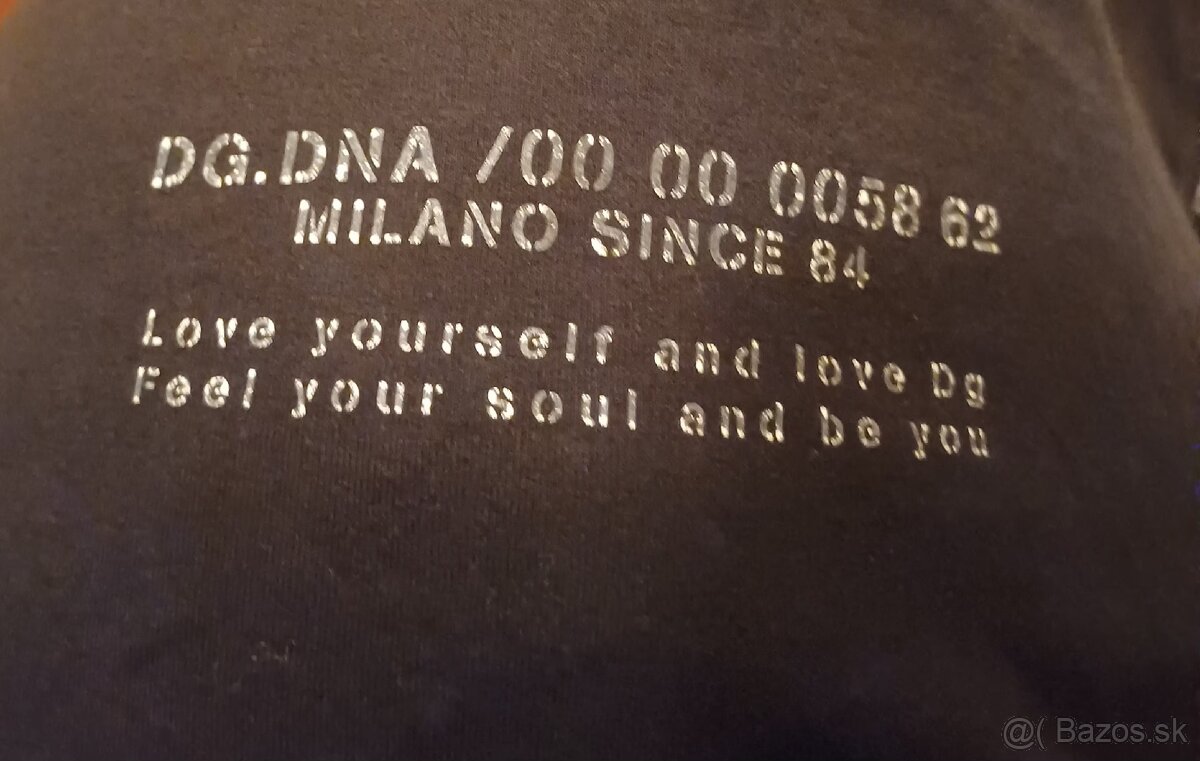 DG.DNA /00 00 0058 62
MILANO SINCE 84
Love yourself and love Dg
Feel your soul and be you
@( Bazos.sk